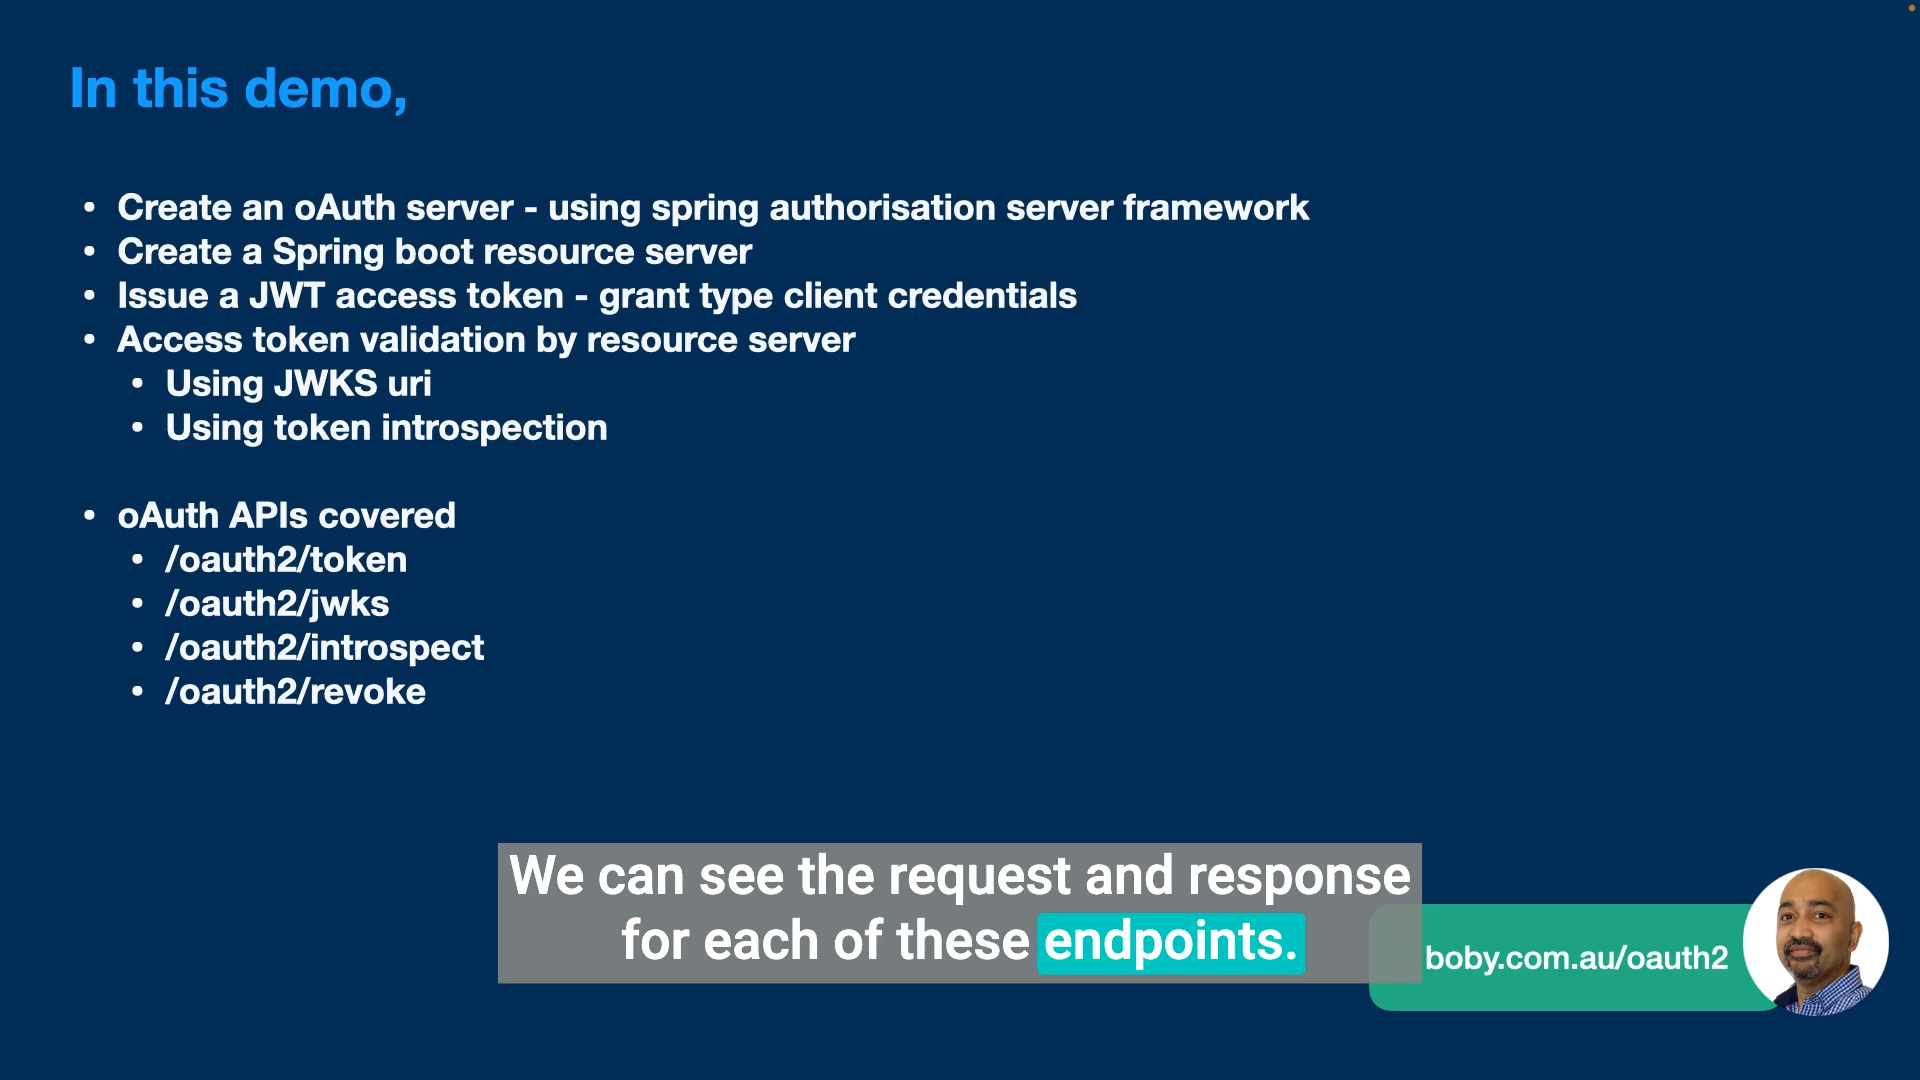 In this demo,
• Create an oAuth server - using spring authorisation server framework
• Create a Spring boot resource server
• Issue a JWT access token - grant type client credentials
• Access token validation by resource server
• Using JWKS uri
• Using token introspection
• oAuth APIs covered
• /oauth2/token
• /oauth2/jwks
• /oauth2/introspect
• /oauth2/revoke
We can see the request and response
for each of these endpoints.
boby.com.au/oauth2